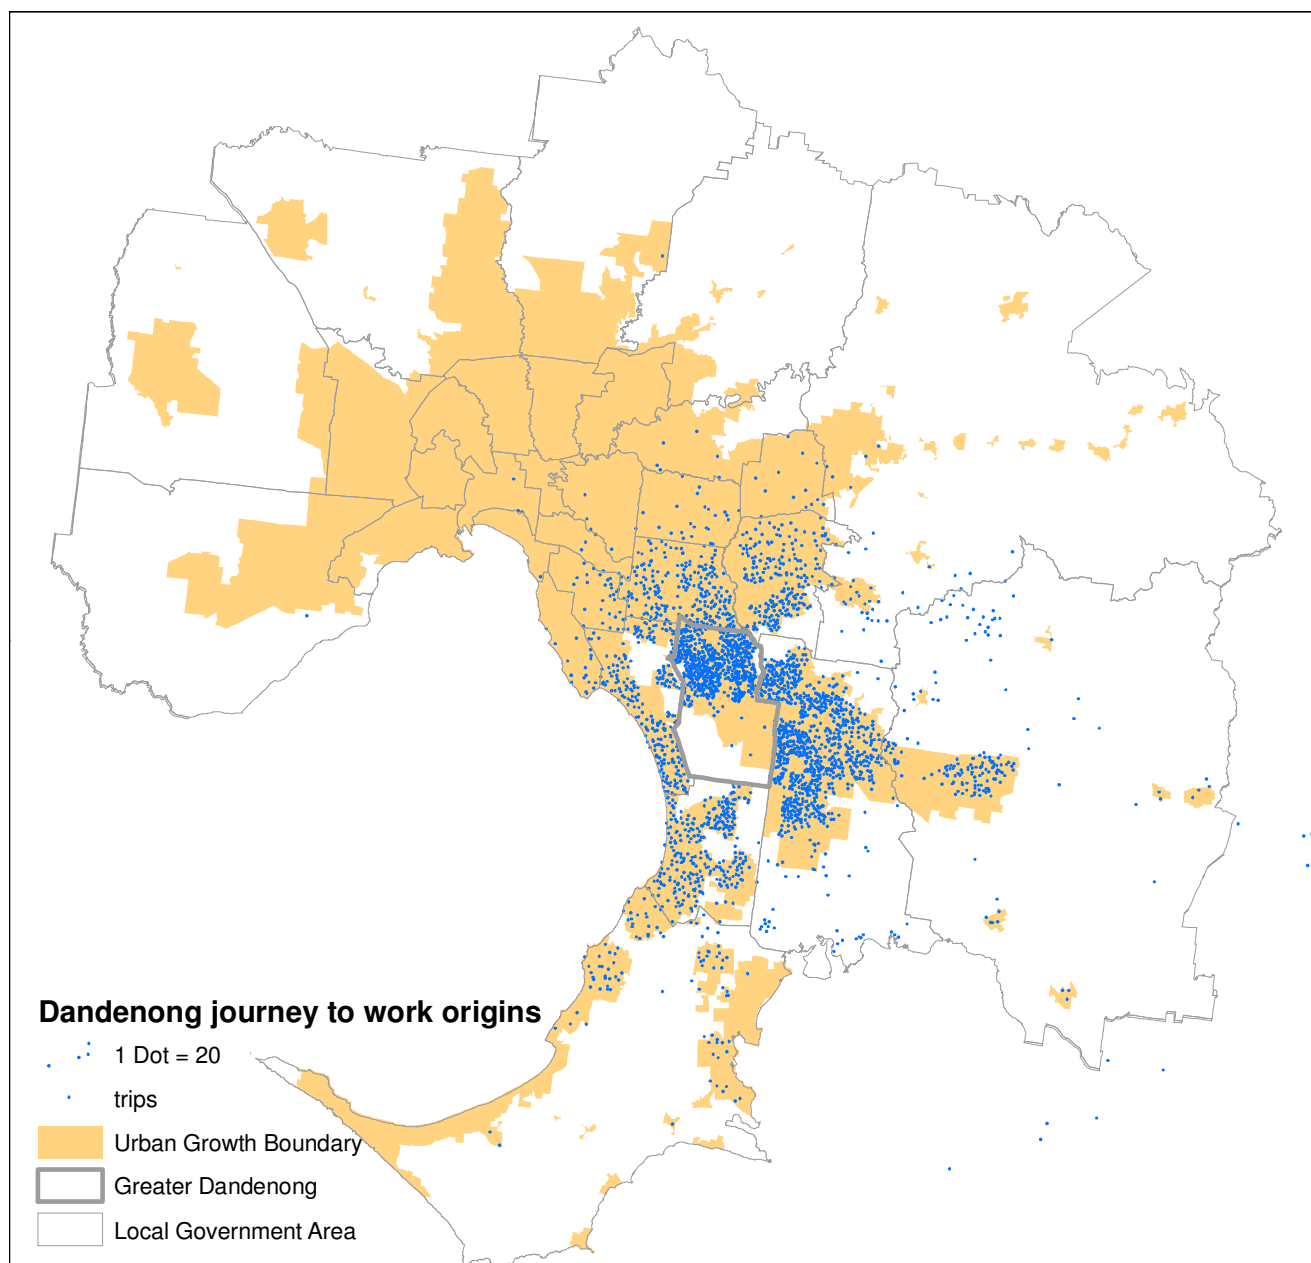 Dandenong journey to work origins
1 Dot = 20
trips
Urban Growth Boundary
Greater Dandenong
Local Government Area